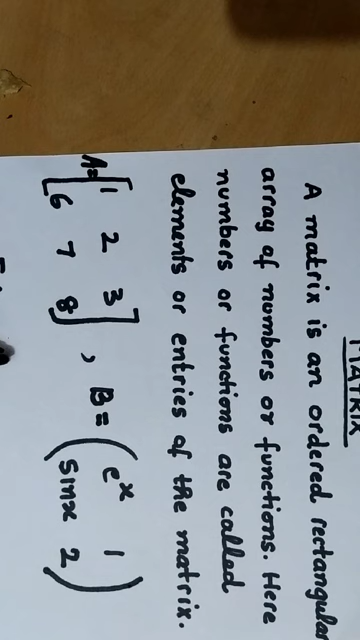 MATRIX
A matrix is an ordered rectangular
array of numbers or functions. Here
numbers or functions are called
elements or entries of the matrix.
A = [1 2 3
6 7 8] , B = (e^x 1
sinx 2)